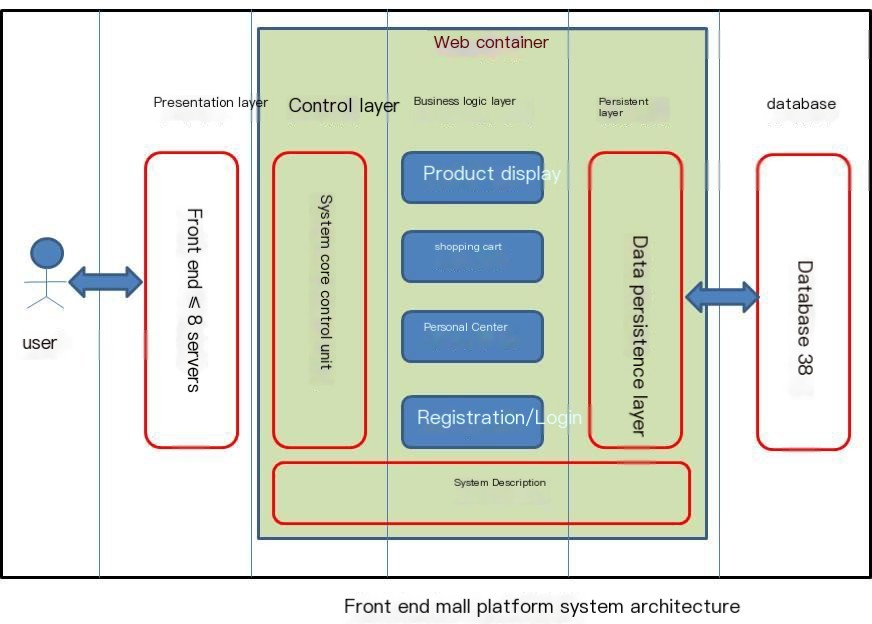 Web container
Presentation layer
Control layer
Business logic layer
Persistent
layer
database
Product display
shopping cart
Personal Center
Registration/Login
Front end ≤ 8 servers
System core control unit
Data persistence layer
Database 38
user
System Description
Front end mall platform system architecture